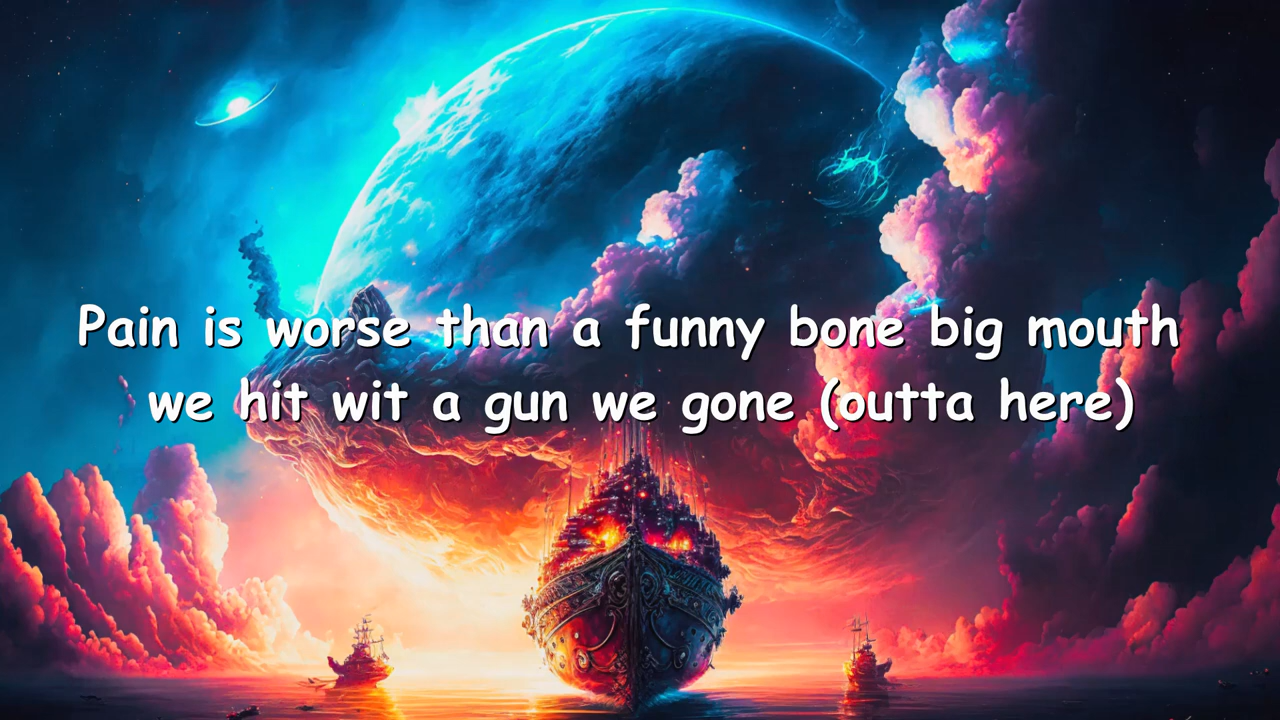 Pain is worse than a funny bone big mouth
we hit wit a gun we gone (outta here)